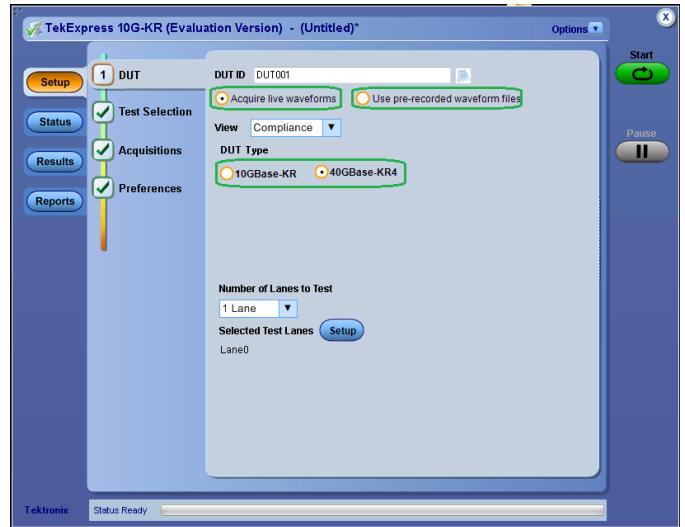 TekExpress 10G-KR (Evaluation Version) - (Untitled)*
Options
x
Start
Setup
Status
Results
Reports
1 DUT
Test Selection
Acquisitions
Preferences
DUT ID DUT001
Acquire live waveforms
Use pre-recorded waveform files
View Compliance
DUT Type
10GBase-KR
40GBase-KR4
Pause
Number of Lanes to Test
1 Lane
Selected Test Lanes Setup
Lane0
Tektronix
Status Ready